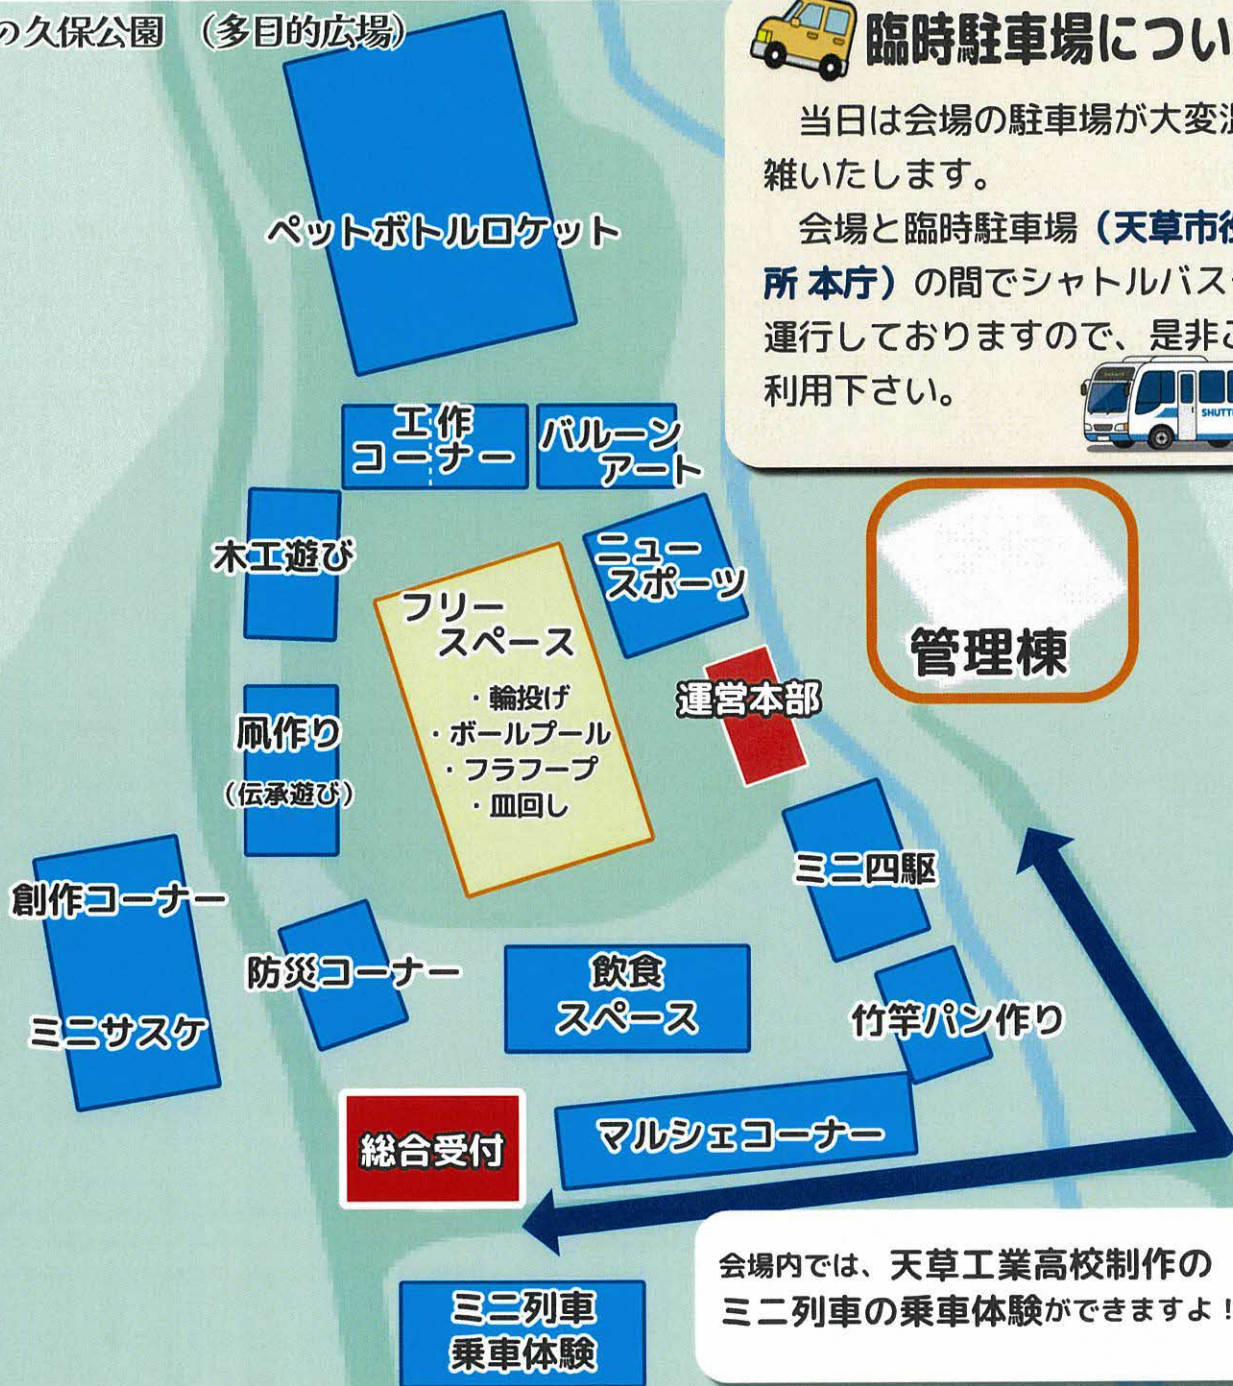 の久保公園 (多目的広場)
臨時駐車場につい
当日は会場の駐車場が大変混
雑いたします。
会場と臨時駐車場(天草市役
所 本庁)の間でシャトルバスを
運行しておりますので、是非ご
利用下さい。
SHUTT
ペットボトルロケット
工作
コーナー
バルーン
アート
木工遊び
ニュー
スポーツ
フリー
スペース
・輪投げ
・ボールプール
・フラフープ
・皿回し
管理棟
運営本部
凧作り
(伝承遊び)
ミニ四駆
創作コーナー
ミニサスケ
防災コーナー
飲食
スペース
竹竿パン作り
総合受付
マルシェコーナー
会場内では、天草工業高校制作の
ミニ列車の乗車体験ができますよ!
ミニ列車
乗車体験